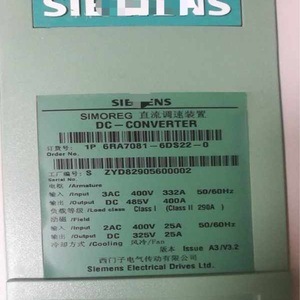 SIEMENS
SIEMENS
SIMOREG 直流调速装置
DC-CONVERTER
订货号: 1P 6RA7081-6DS22-0
Order No.
工厂编号: S ZYD82905600002
Serial No.
电枢 /Armature
输入 /Input 3AC 400V 332A 50/60Hz
输出 /Output DC 485V 400A
负载等级 /Load class Class I (Class II 298A)
励磁 /Field
输入 /Input 2AC 400V 25A 50/60Hz
输出 /Output DC 325V 25A
冷却方式 /Cooling 风冷/Fan
版本 Issue A3/V3.2
西门子电气传动有限公司
Siemens Electrical Drives Ltd.